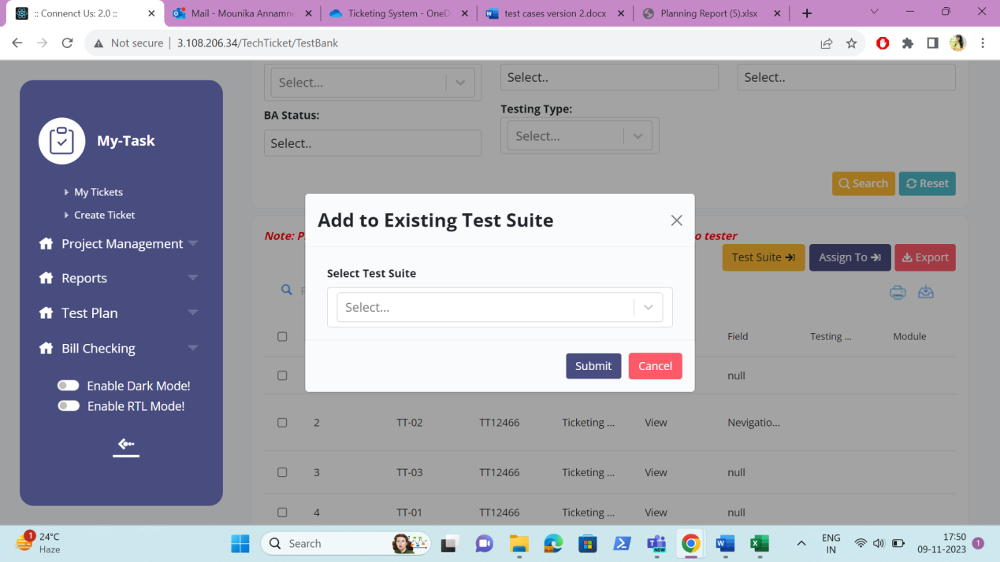 :: Connenct Us: 2.0 ::
Mail - Mounika Annamne
Ticketing System - OneD
test cases version 2.docx
Planning Report (5).xlsx
Not secure
3.108.206.34/TechTicket/TestBank
My-Task
My Tickets
Create Ticket
Project Management
Reports
Test Plan
Bill Checking
Enable Dark Mode!
Enable RTL Mode!
Select...
Select..
Select..
BA Status:
Testing Type:
Select..
Select...
Search
Reset
Note: P
o tester
Test Suite
Assign To
Export
Add to Existing Test Suite
Select Test Suite
Select...
Submit
Cancel
Field Testing ... Module
null
2 TT-02 TT12466 Ticketing ... View Nevigatio...
3 TT-03 TT12466 Ticketing ... View null
4 TT-01 TT12466 Ticketing ... View null
1
24°C
Haze
Search
NEW
ENG
IN
17:50
09-11-2023
1